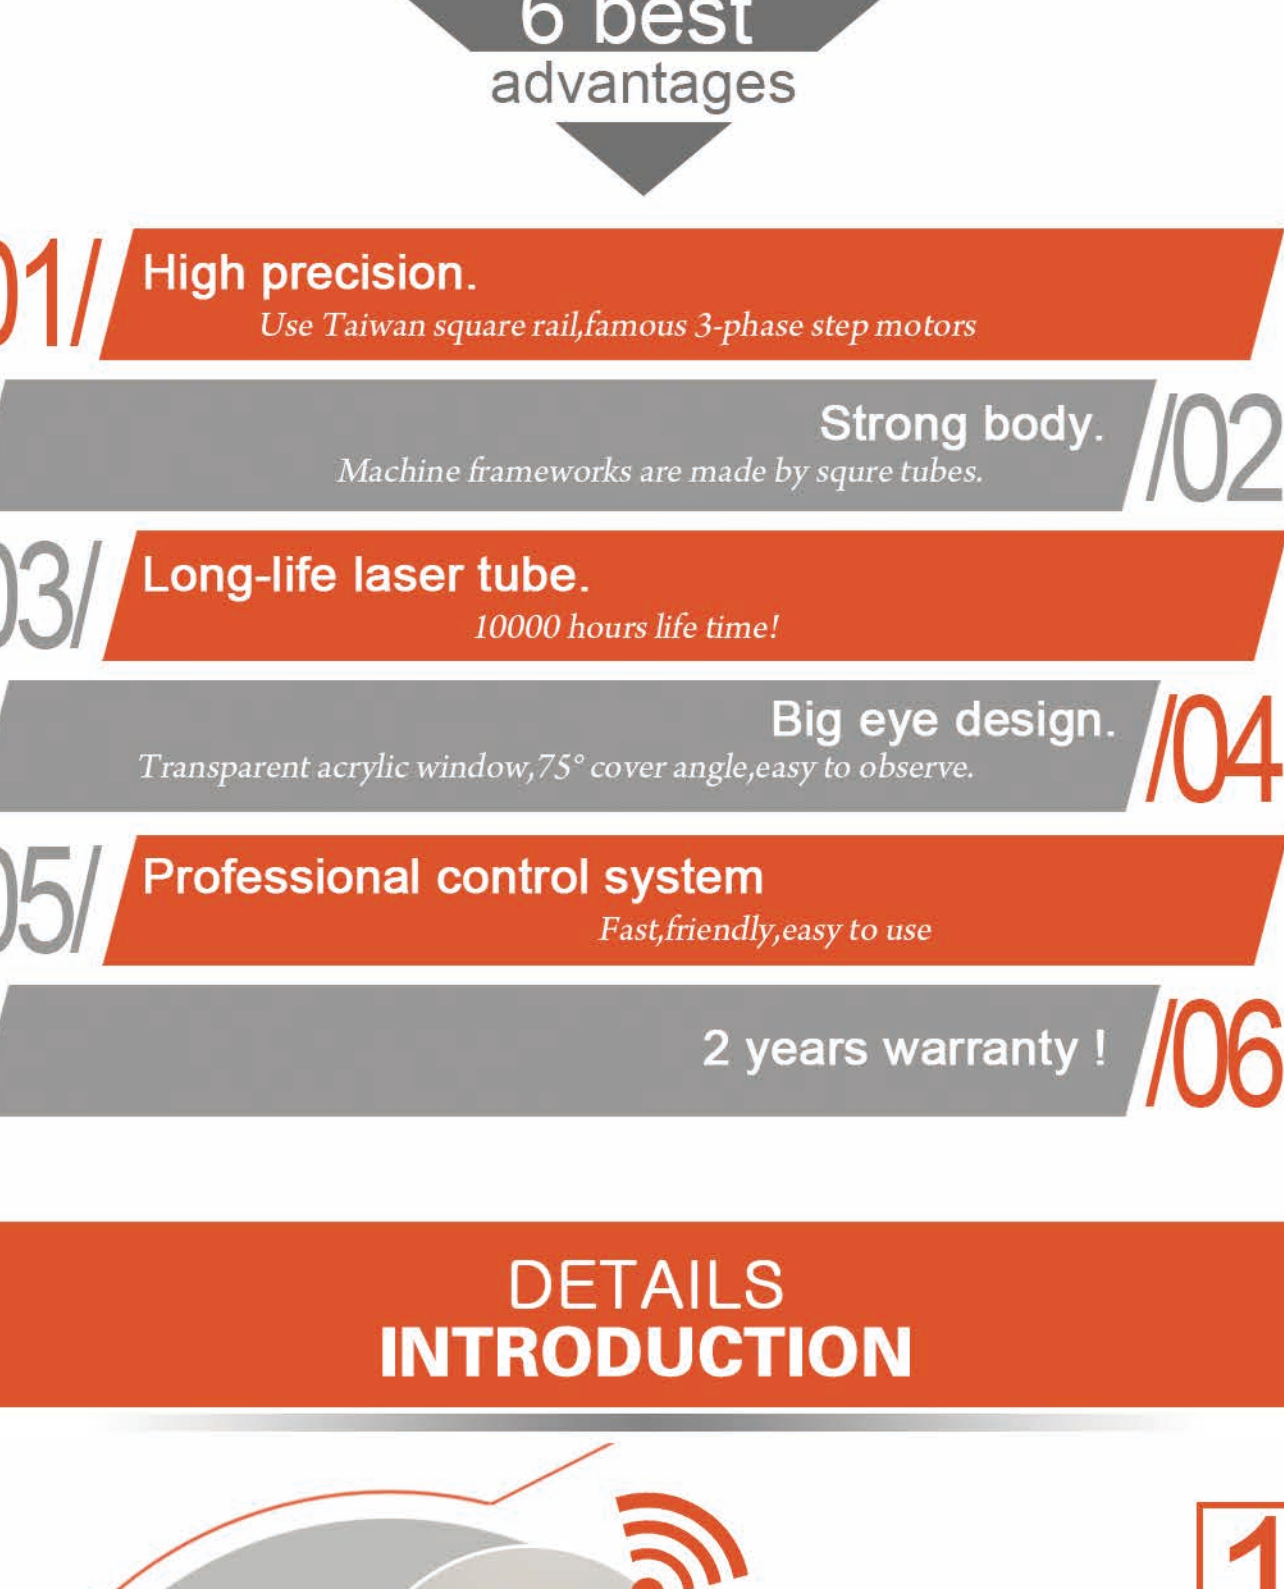 6 best
advantages
01/
High precision.
Use Taiwan square rail,famous 3-phase step motors
Strong body.
Machine frameworks are made by squre tubes.
/02
03/
Long-life laser tube.
10000 hours life time!
Big eye design.
Transparent acrylic window,75° cover angle,easy to observe.
/04
05/
Professional control system
Fast,friendly,easy to use
2 years warranty !
/06
DETAILS
INTRODUCTION
1